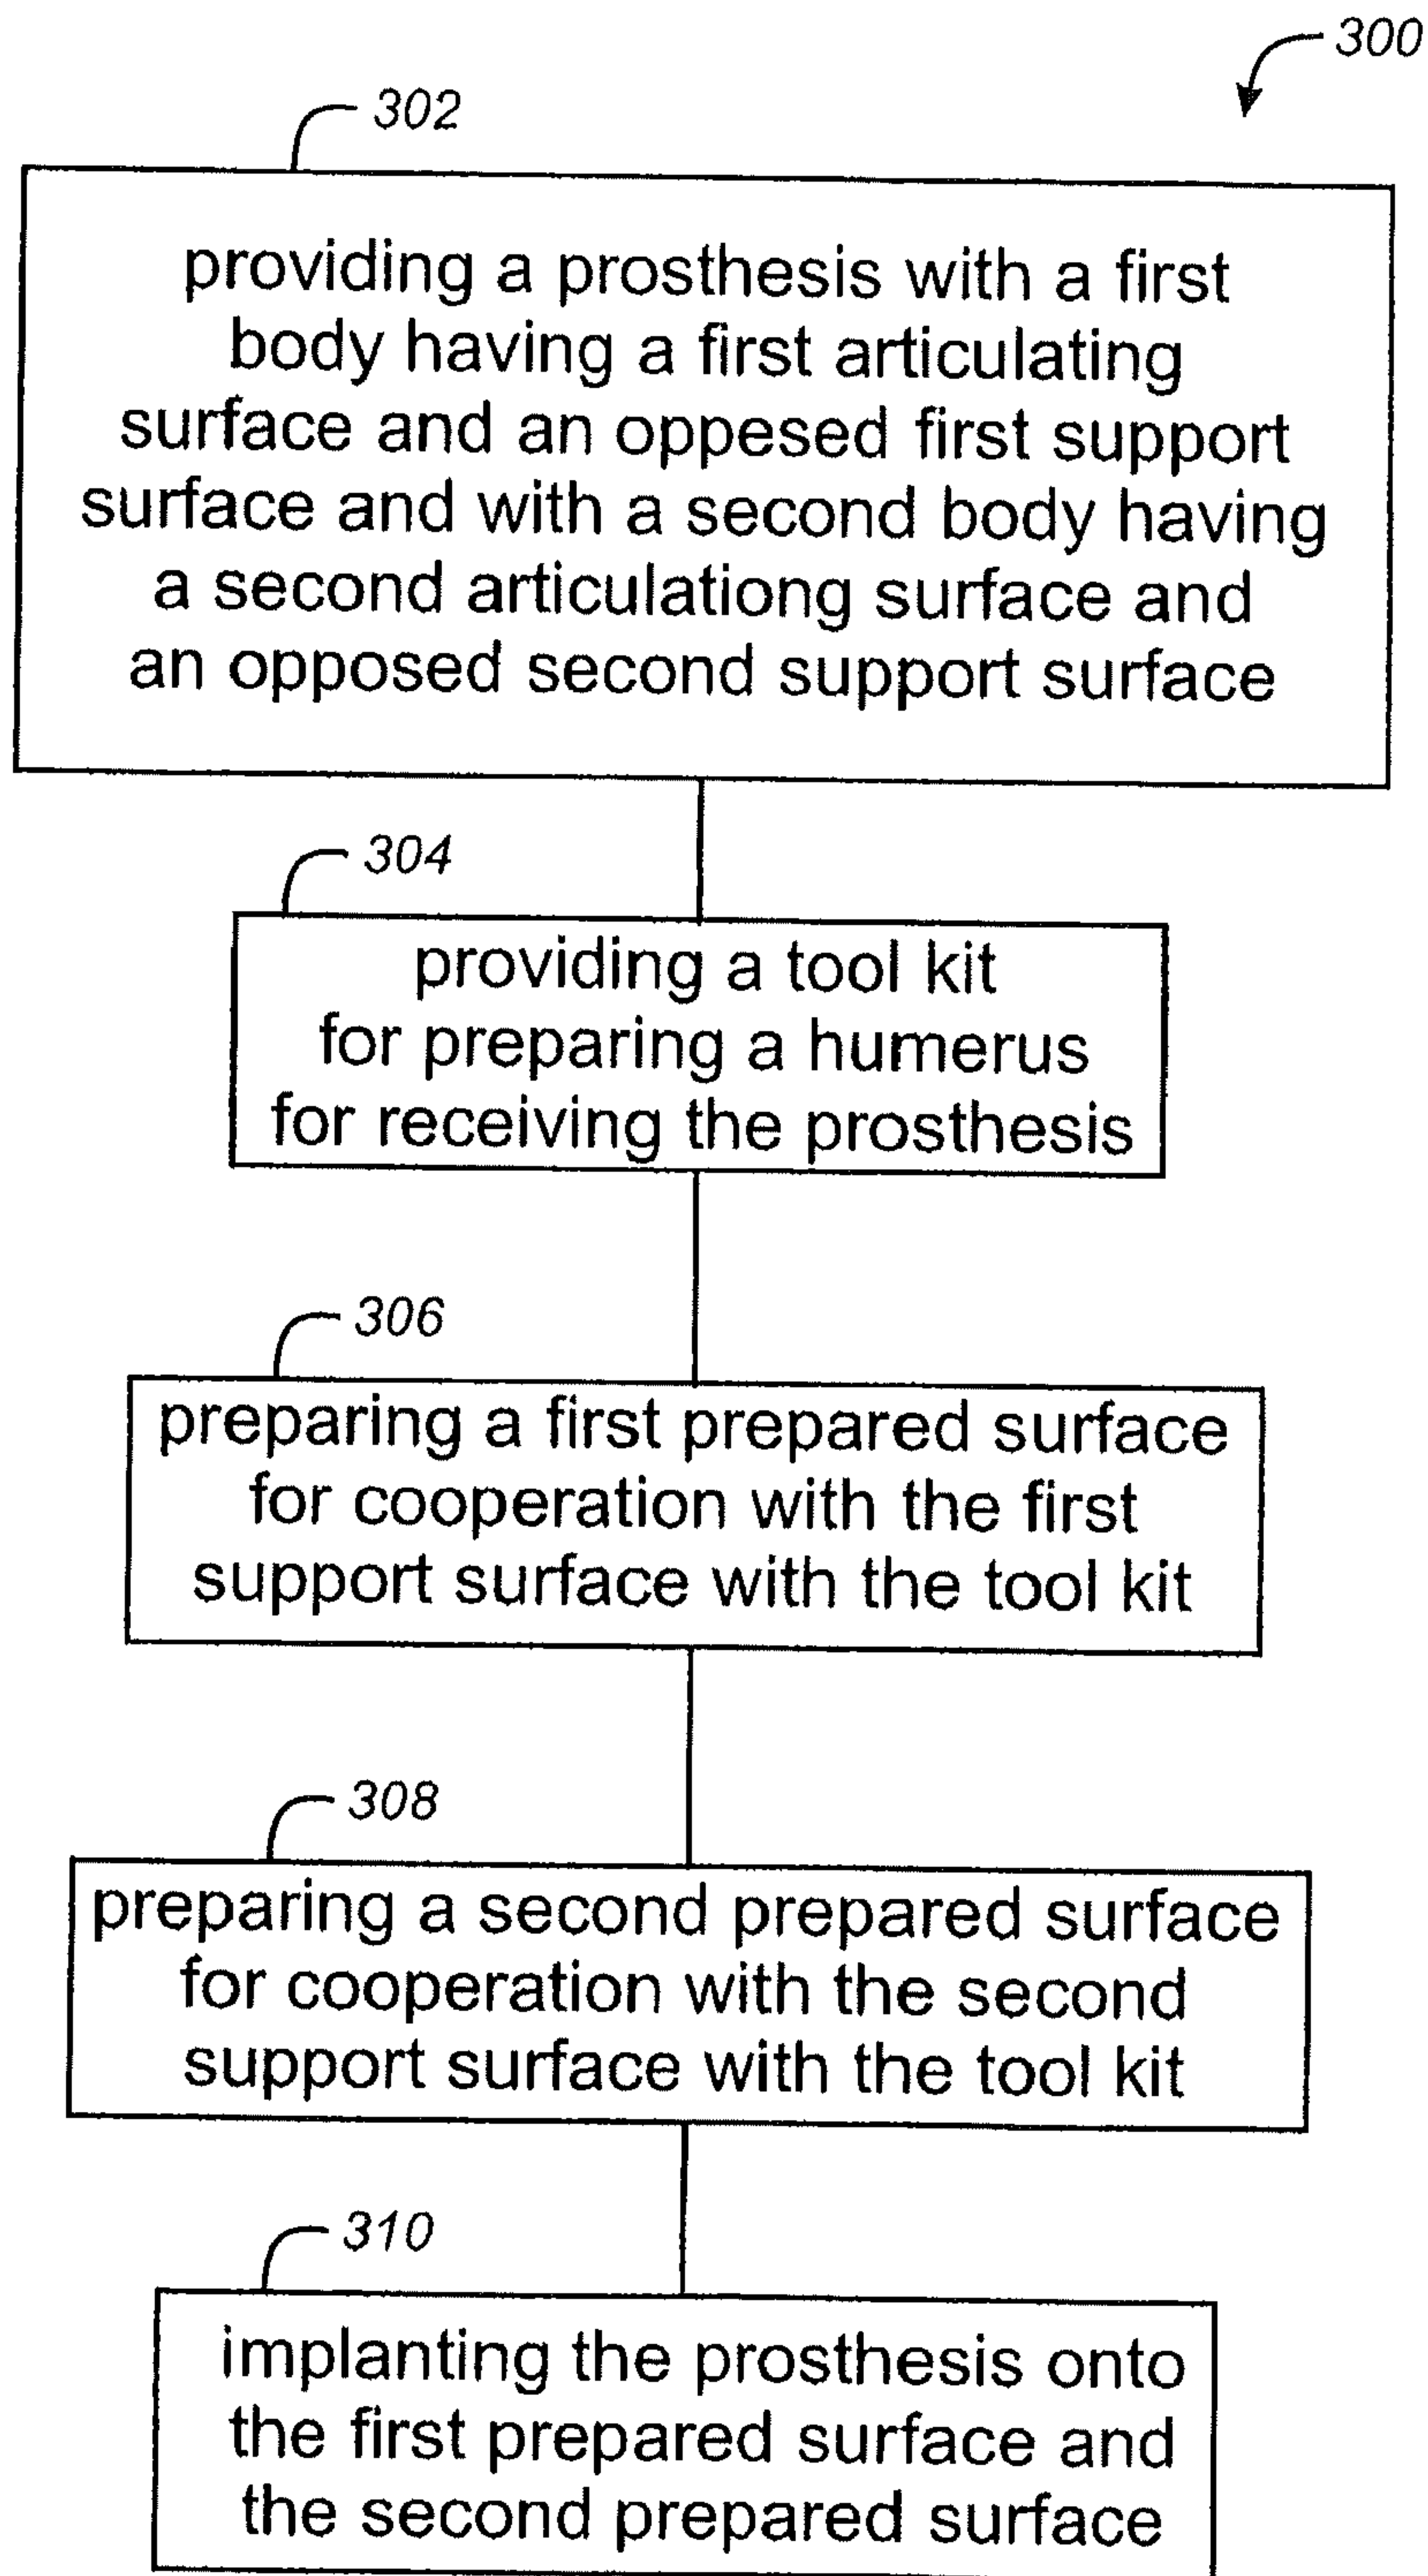 300
302
providing a prosthesis with a first
body having a first articulating
surface and an oppesed first support
surface and with a second body having
a second articulationg surface and
an opposed second support surface
304
providing a tool kit
for preparing a humerus
for receiving the prosthesis
306
preparing a first prepared surface
for cooperation with the first
support surface with the tool kit
308
preparing a second prepared surface
for cooperation with the second
support surface with the tool kit
310
implanting the prosthesis onto
the first prepared surface and
the second prepared surface